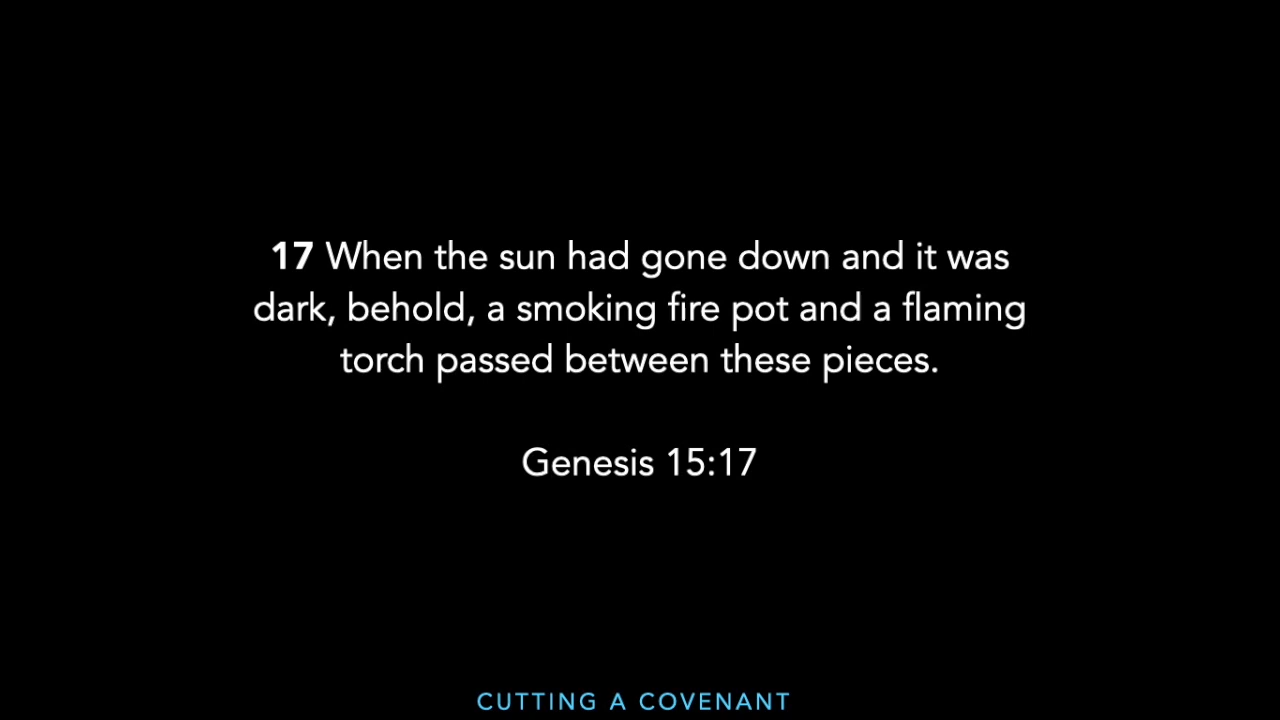 17 When the sun had gone down and it was
dark, behold, a smoking fire pot and a flaming
torch passed between these pieces.
Genesis 15:17
CUTTING A COVENANT